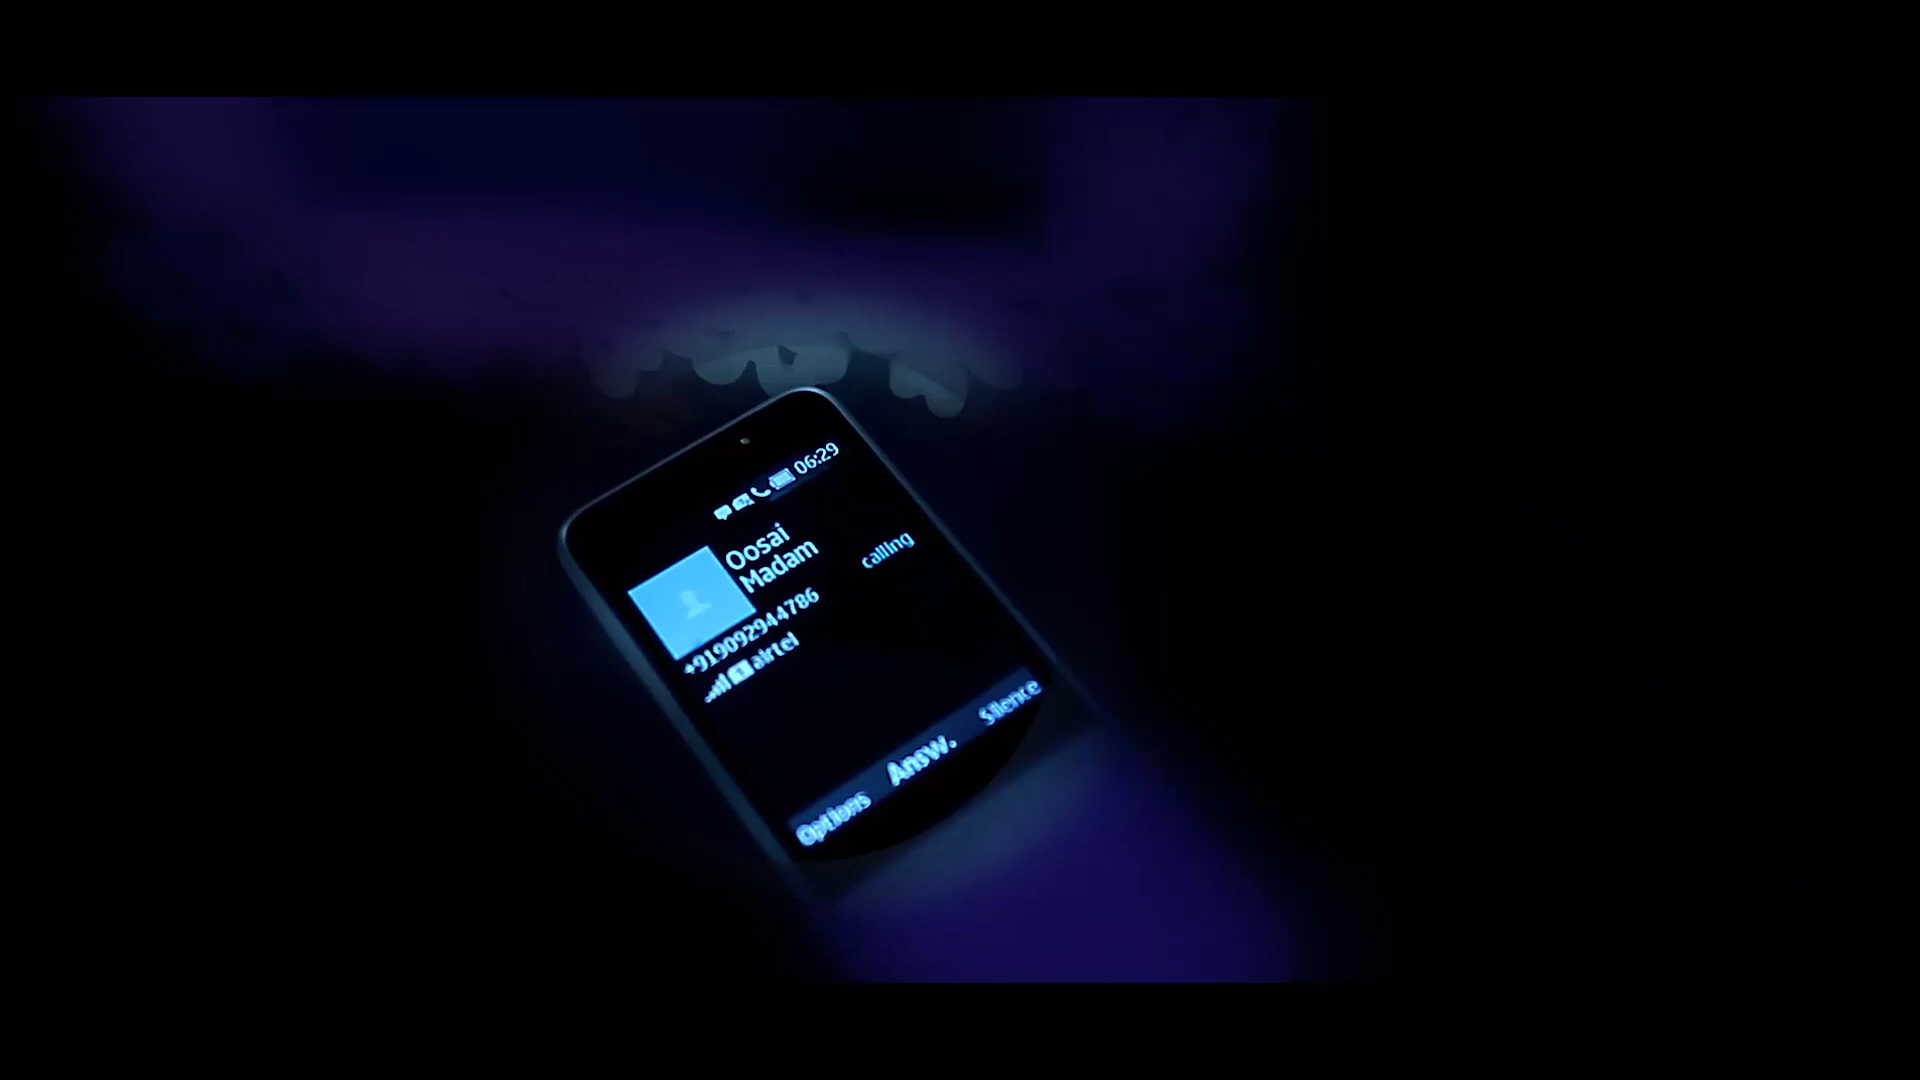 06:29
Oosai
Madam
calling
+919092944786
airtel
Options Answ. Silence